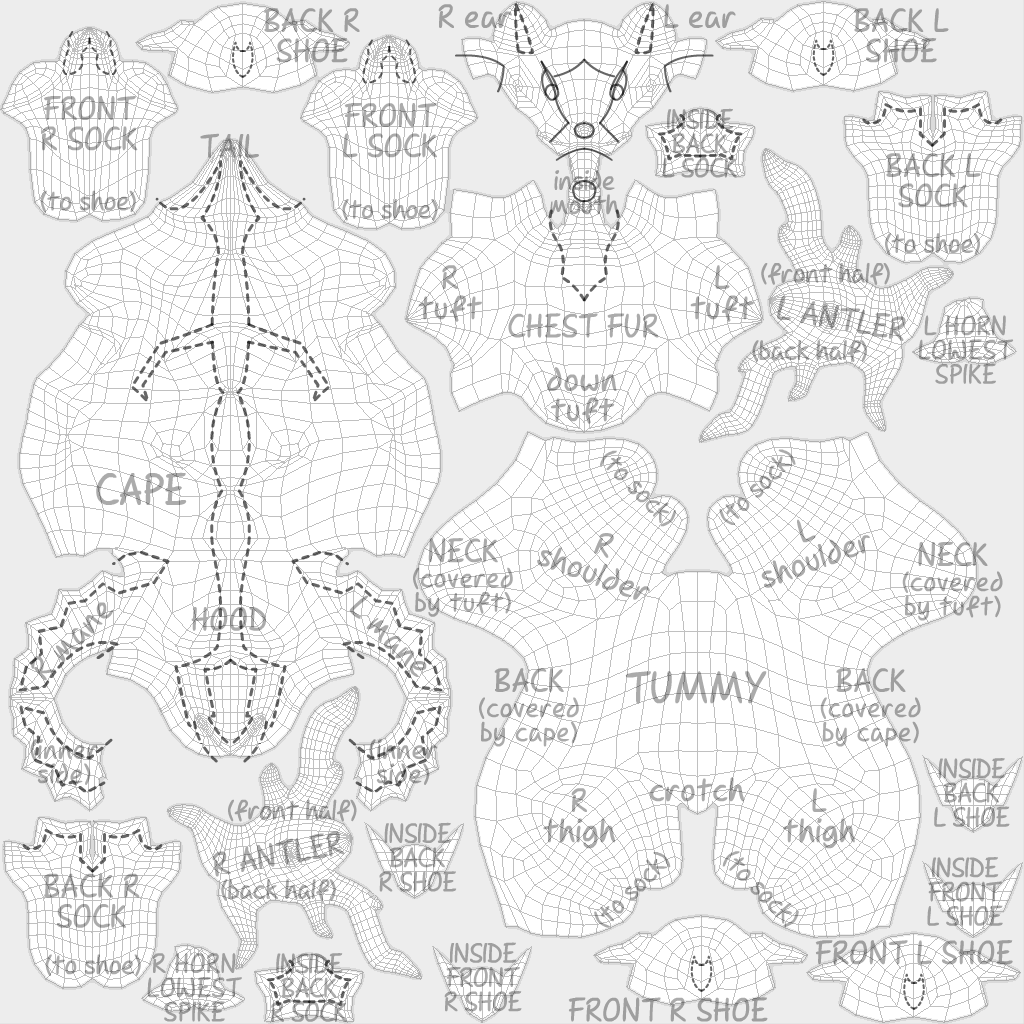 BACK R
SHOE
R ear
L ear
BACK L
SHOE
FRONT
R SOCK
(to shoe)
FRONT
L SOCK
(to shoe)
INSIDE
BACK
L SOCK
BACK L
SOCK
(to shoe)
TAIL
inside
mouth
R
tuft
L
tuft
CHEST FUR
down
tuft
(front half)
L ANTLER
(back half)
L HORN
LOWEST
SPIKE
CAPE
HOOD
R mane
L mane
(inner
side)
(inner
side)
(to sock)
(to sock)
R
shoulder
L
shoulder
NECK
(covered
by tuft)
NECK
(covered
by tuft)
TUMMY
BACK
(covered
by cape)
BACK
(covered
by cape)
crotch
R
thigh
L
thigh
(to sock)
(to sock)
INSIDE
BACK
L SHOE
INSIDE
FRONT
L SHOE
(front half)
R ANTLER
(back half)
INSIDE
BACK
R SHOE
BACK R
SOCK
(to shoe)
R HORN
LOWEST
SPIKE
INSIDE
BACK
R SOCK
INSIDE
FRONT
R SHOE
FRONT R SHOE
FRONT L SHOE